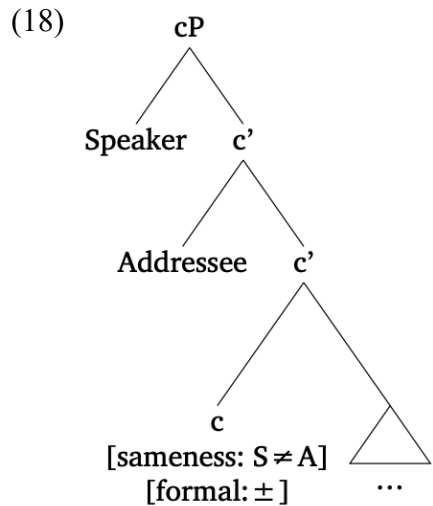 (18)
cP
Speaker c’
Addressee c’
c
[sameness: S ≠ A]
[formal: ±] ...